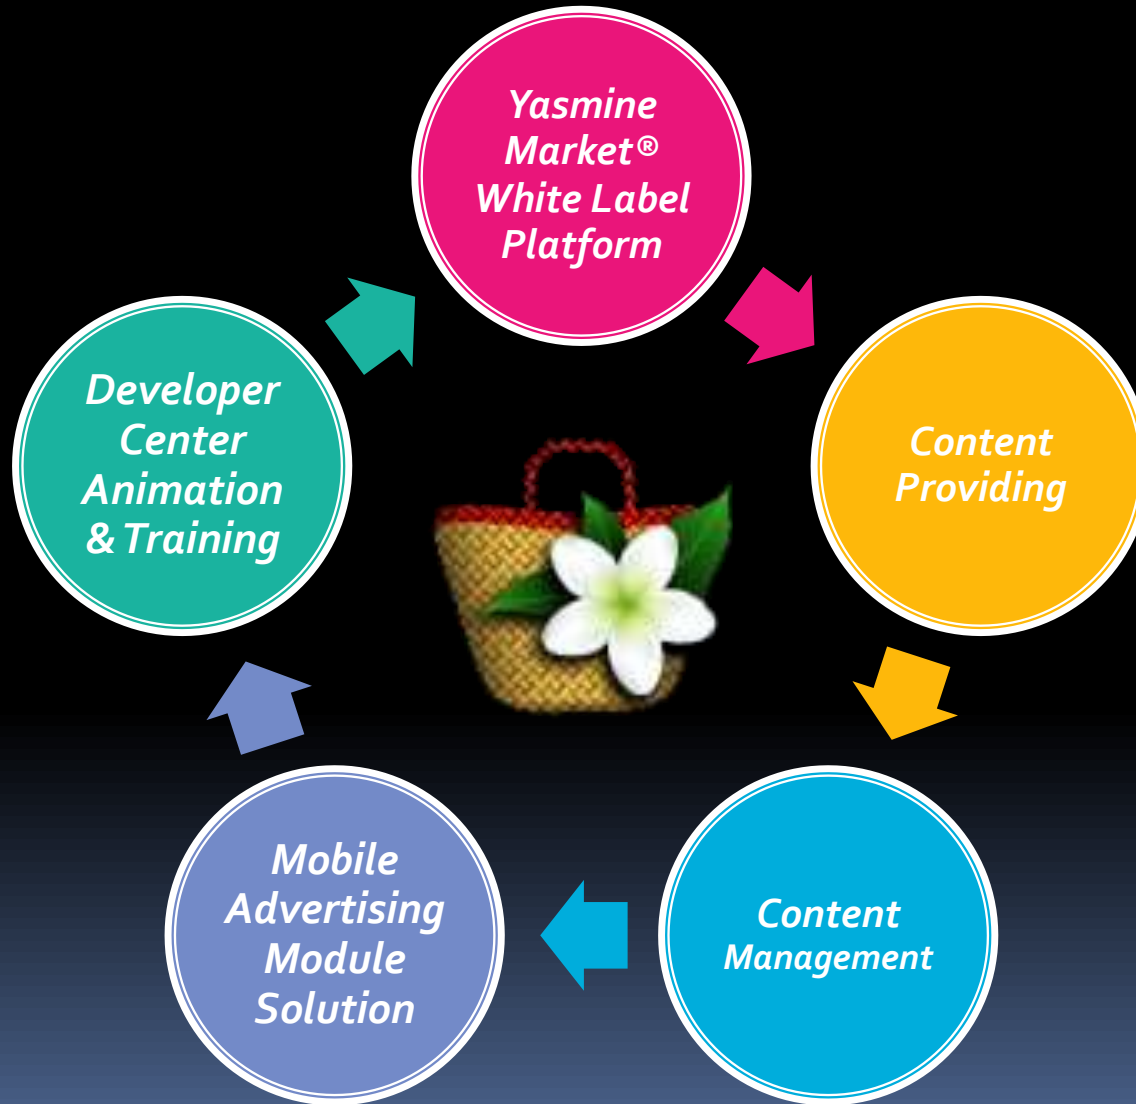 Yasmine
Market®
White Label
Platform
Content
Providing
Content
Management
Mobile
Advertising
Module
Solution
Developer
Center
Animation
& Training